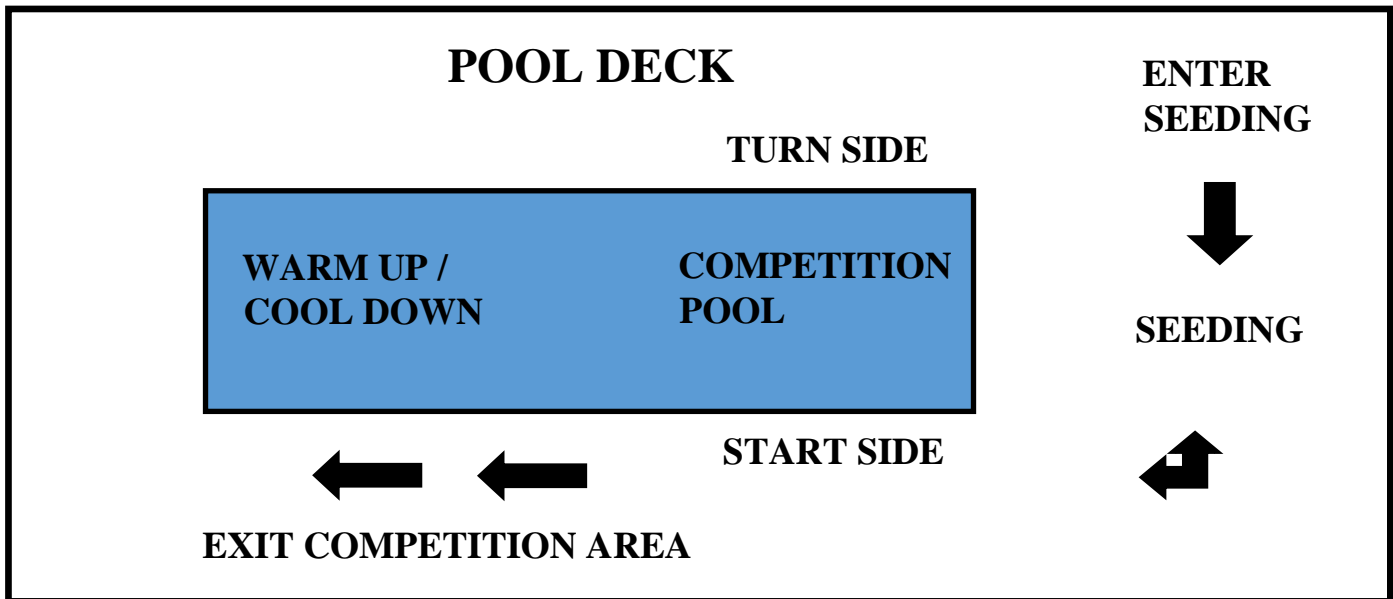 POOL DECK
ENTER
SEEDING
TURN SIDE
WARM UP /
COOL DOWN
COMPETITION
POOL
SEEDING
START SIDE
EXIT COMPETITION AREA